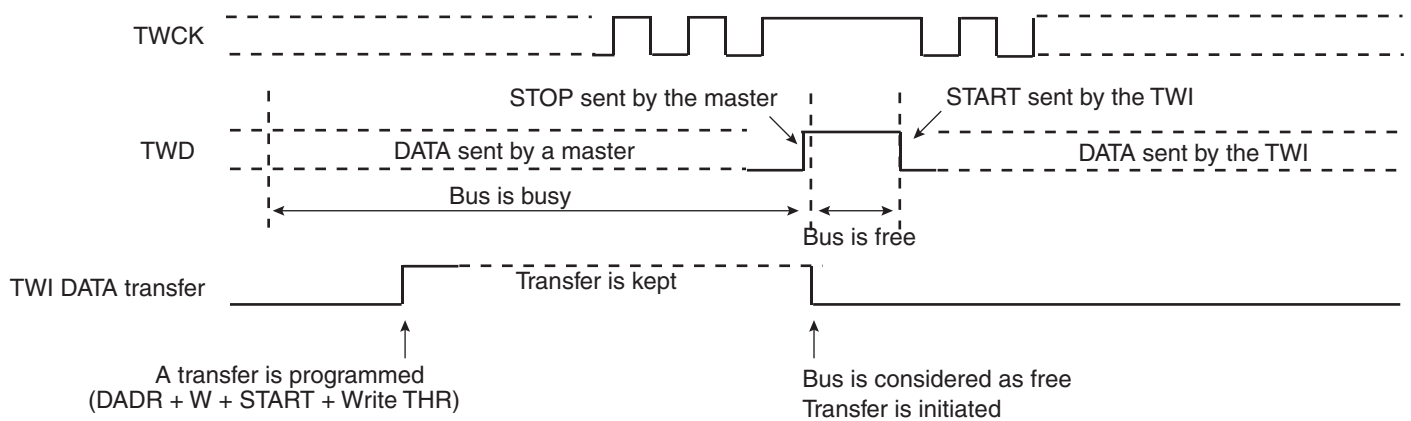 TWCK
STOP sent by the master
START sent by the TWI
TWD
DATA sent by a master
DATA sent by the TWI
Bus is busy
Bus is free
TWI DATA transfer
Transfer is kept
A transfer is programmed
(DADR + W + START + Write THR)
Bus is considered as free
Transfer is initiated